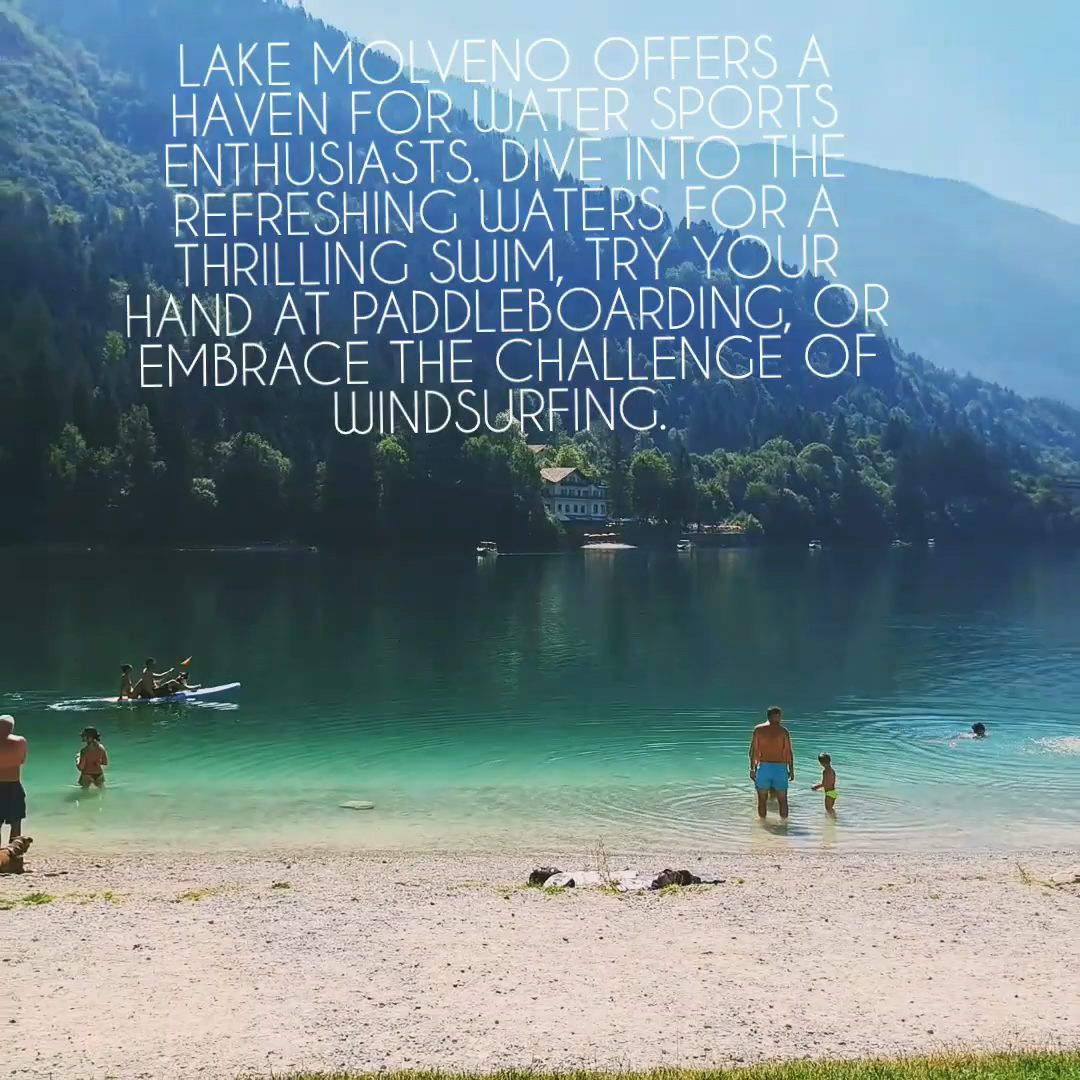 LAKE MOLVENO OFFERS A
HAVEN FOR WATER SPORTS
ENTHUSIASTS. DIVE INTO THE
REFRESHING WATERS FOR A
THRILLING SWIM, TRY YOUR
HAND AT PADDLEBOARDING, OR
EMBRACE THE CHALLENGE OF
WINDSURFING.